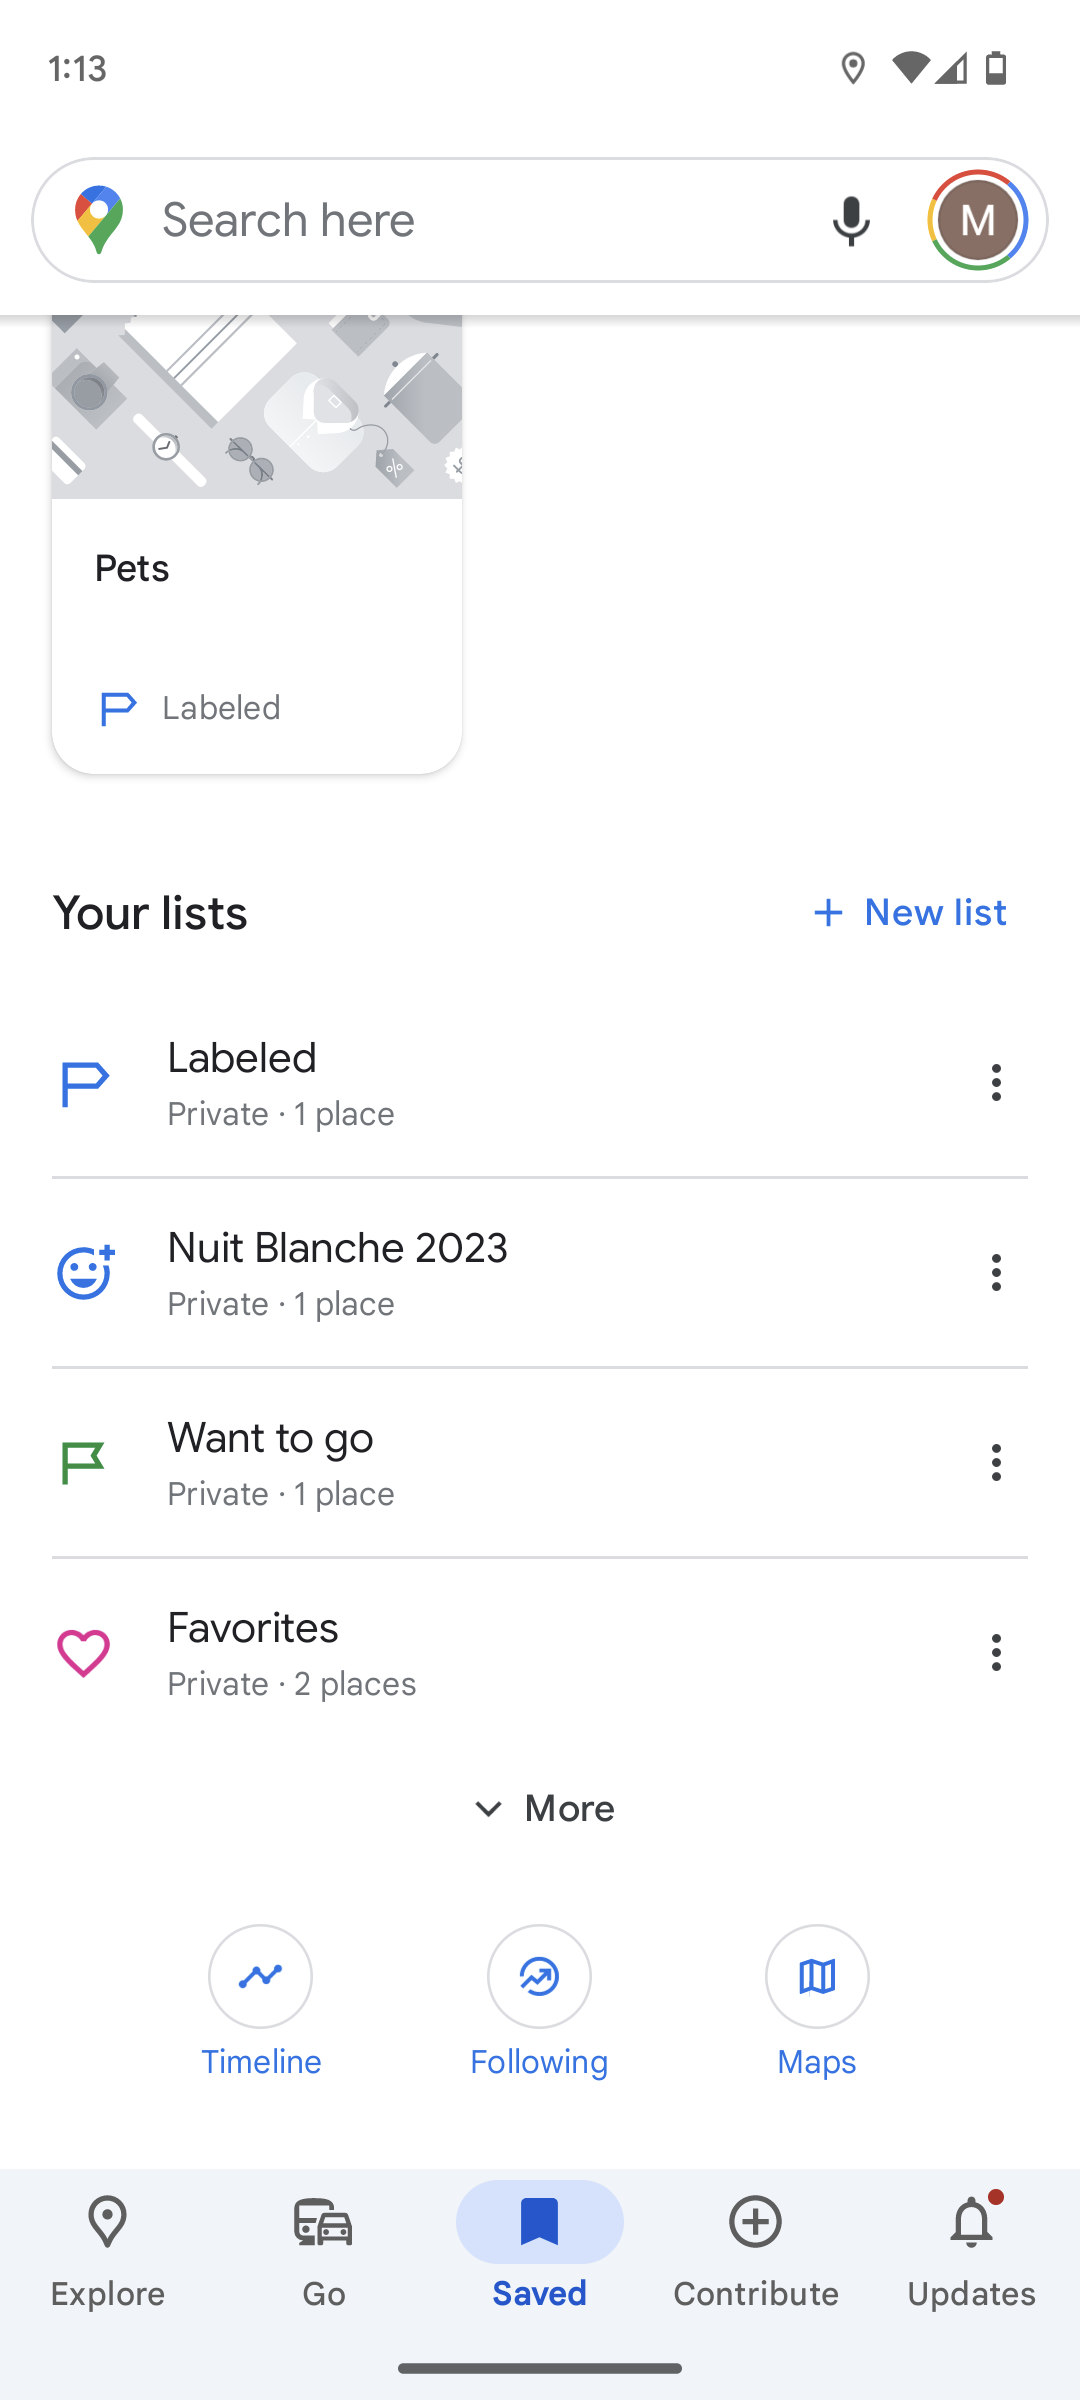 1:13
Search here
M
%
Pets
Labeled
Your lists
+ New list
Labeled
Private · 1 place
Nuit Blanche 2023
Private · 1 place
Want to go
Private · 1 place
Favorites
Private · 2 places
More
Timeline
Following
Maps
Explore
Go
Saved
Contribute
Updates